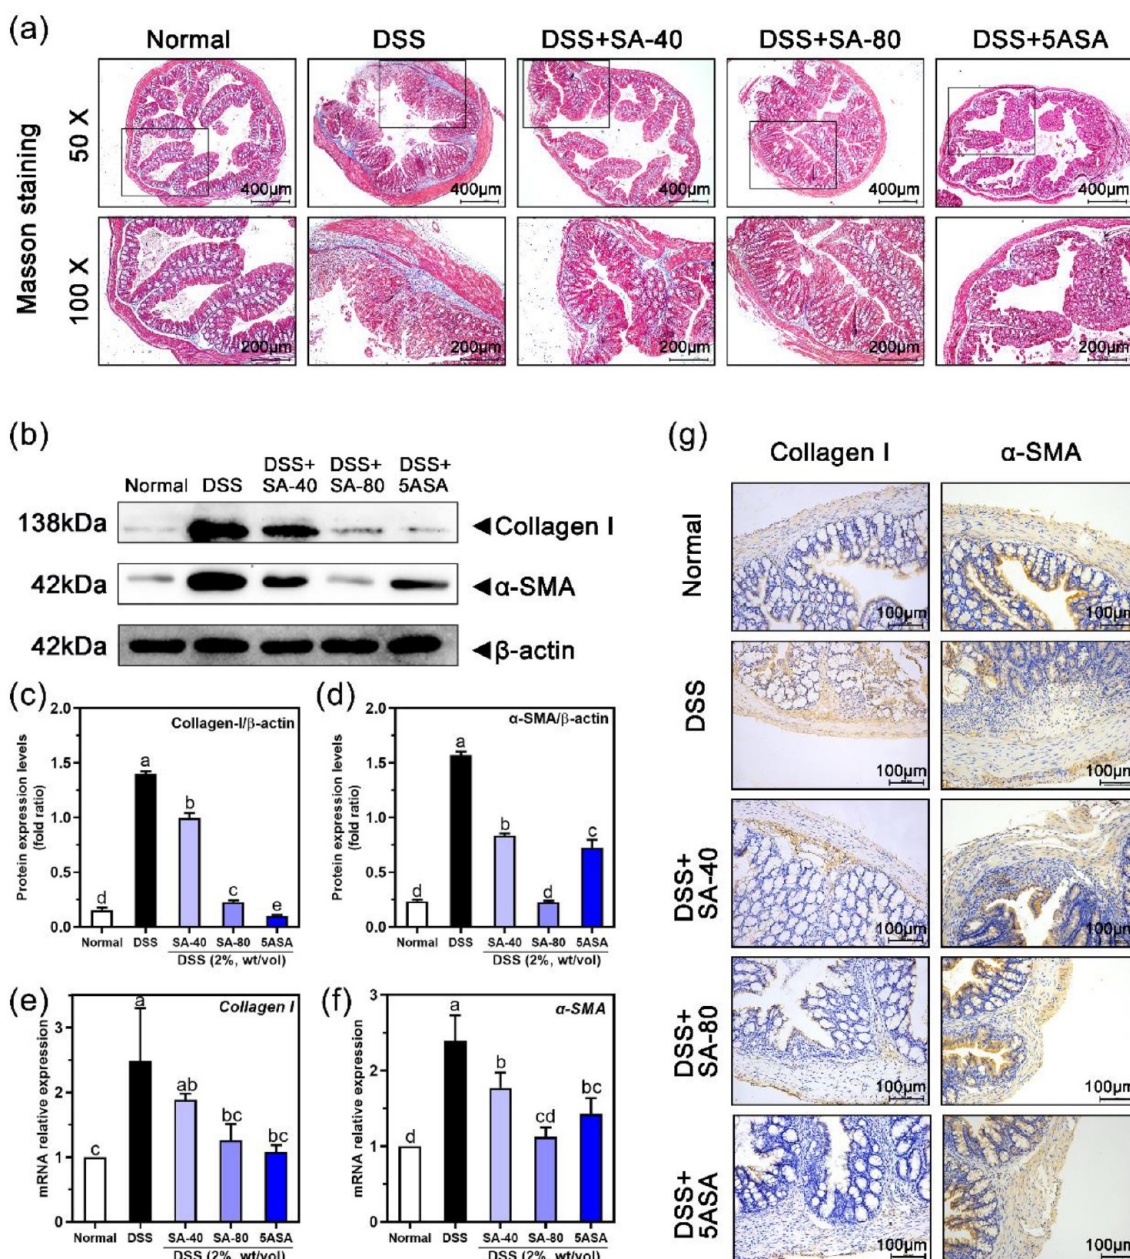 (a)
Normal DSS DSS+SA-40 DSS+SA-80 DSS+5ASA
Masson staining
50 X
400μm 400μm 400μm 400μm 400μm
100 X
200μm 200μm 200μm 200μm 200μm
(b)
Normal DSS DSS+ SA-40 DSS+ SA-80 DSS+ 5ASA
138kDa Collagen I
42kDa α-SMA
42kDa β-actin
(c)
Collagen-I/β-actin
Protein expression levels
(fold ratio)
2.0
1.5
1.0
0.5
0.0
d a b c e
Normal DSS SA-40 SA-80 5ASA
DSS (2%, wt/vol)
(d)
α-SMA/β-actin
Protein expression levels
(fold ratio)
2.0
1.5
1.0
0.5
0.0
d a b d c
Normal DSS SA-40 SA-80 5ASA
DSS (2%, wt/vol)
(e)
Collagen I
mRNA relative expression
3
2
1
0
c a ab bc bc
Normal DSS SA-40 SA-80 5ASA
DSS (2%, wt/vol)
(f)
α-SMA
mRNA relative expression
3
2
1
0
d a b cd bc
Normal DSS SA-40 SA-80 5ASA
DSS (2%, wt/vol)
(g)
Collagen I α-SMA
Normal
100μm 100μm
DSS
100μm 100μm
DSS+
SA-40
100μm 100μm
DSS+
SA-80
100μm 100μm
DSS+
5ASA
100μm 100μm